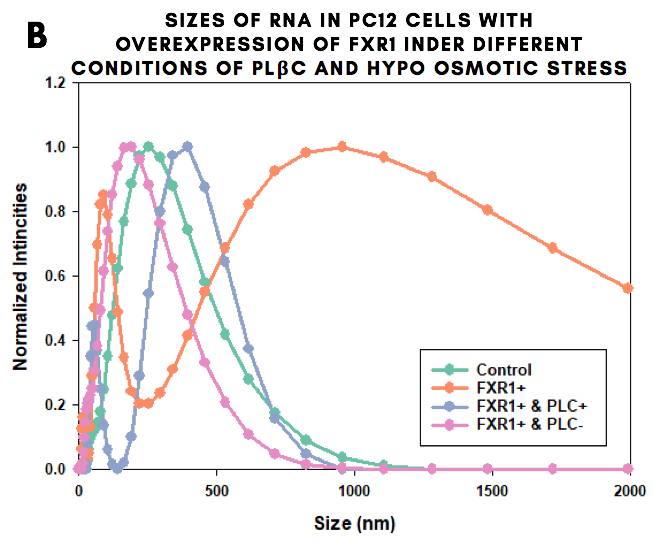 B
SIZES OF RNA IN PC12 CELLS WITH
OVEREXPRESSION OF FXR1 INDER DIFFERENT
CONDITIONS OF PLβC AND HYPO OSMOTIC STRESS
Normalized Intincities
1.2
1.0
0.8
0.6
0.4
0.2
0.0
Control
FXR1+
FXR1+ & PLC+
FXR1+ & PLC-
0
500
1000
1500
2000
Size (nm)